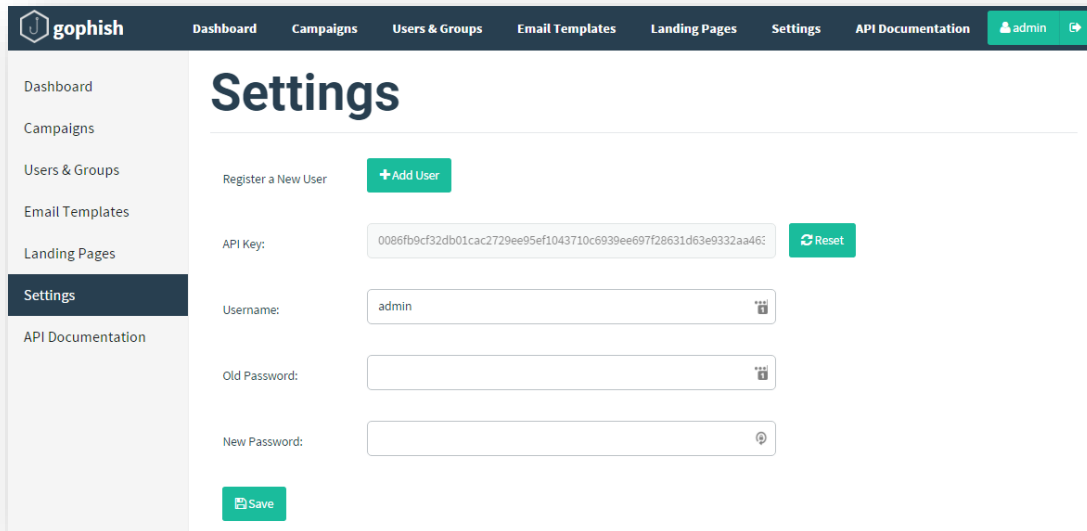 gophish
Dashboard Campaigns Users & Groups Email Templates Landing Pages Settings API Documentation admin
Dashboard
Campaigns
Users & Groups
Email Templates
Landing Pages
Settings
API Documentation
Settings
Register a New User Add User
API Key: 0086fb9cf32db01cac2729ee95ef1043710c6939ee697f28631d63e9332aa463 Reset
Username: admin
Old Password:
New Password:
Save